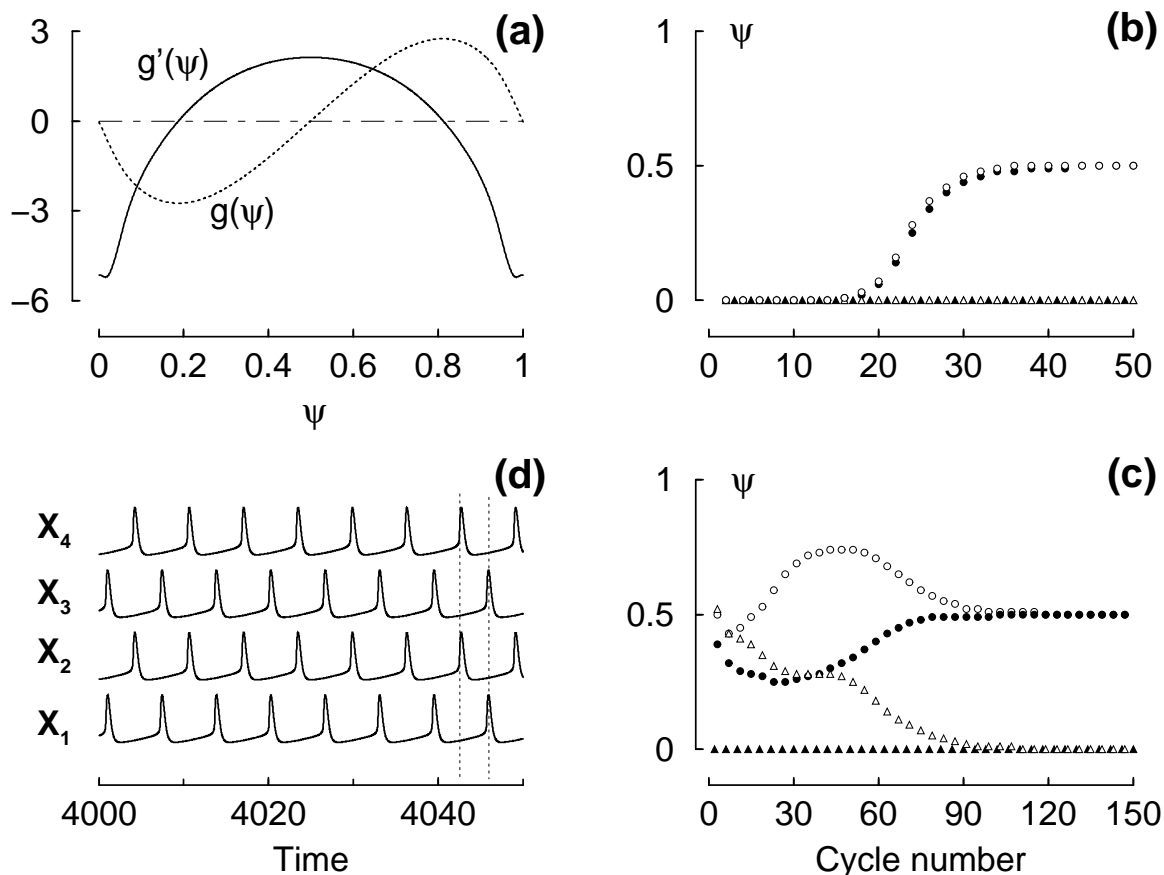 (a)
3
0
−3
−6
g'(ψ)
g(ψ)
0 0.2 0.4 0.6 0.8 1
ψ
(b)
ψ
1
0.5
0
0 10 20 30 40 50
(d)
X4
X3
X2
X1
4000 4020 4040
Time
(c)
ψ
1
0.5
0
0 30 60 90 120 150
Cycle number